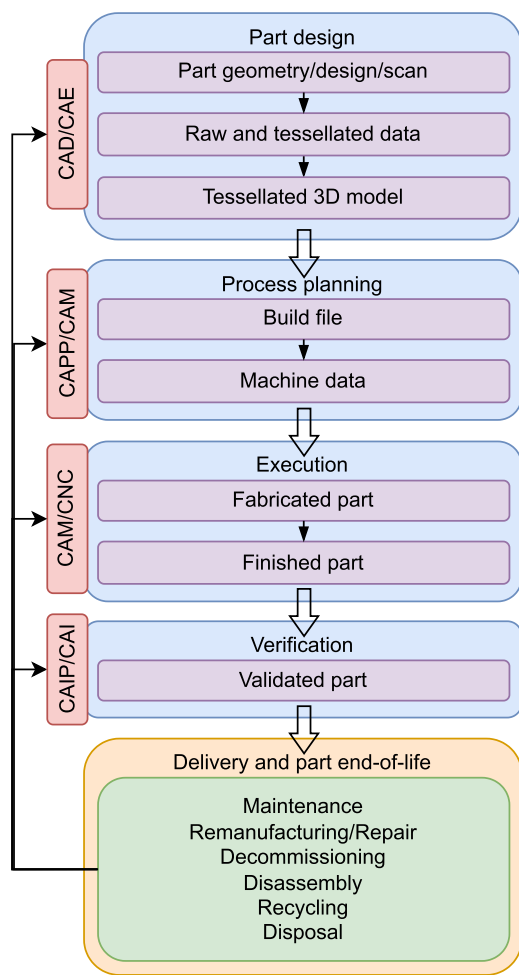 Part design
CAD/CAE
Part geometry/design/scan
Raw and tessellated data
Tessellated 3D model
Process planning
CAPP/CAM
Build file
Machine data
Execution
CAM/CNC
Fabricated part
Finished part
Verification
CAIP/CAI
Validated part
Delivery and part end-of-life
Maintenance
Remanufacturing/Repair
Decommissioning
Disassembly
Recycling
Disposal